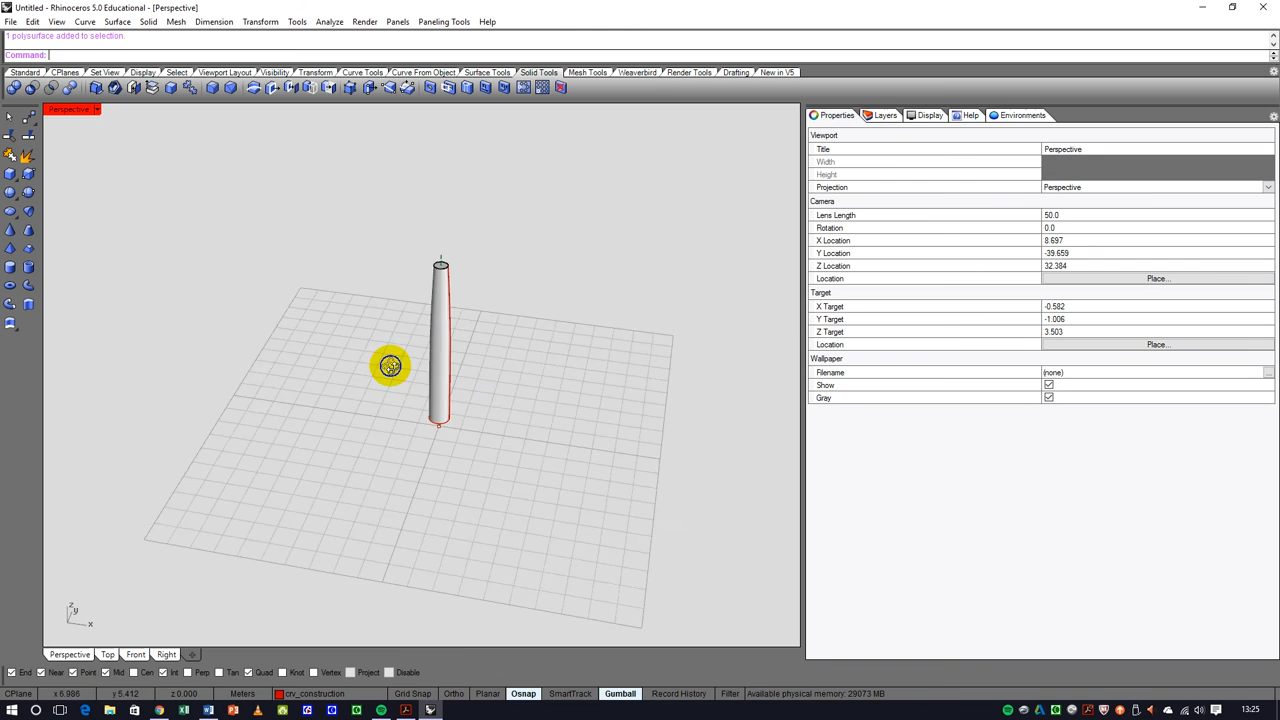 Untitled - Rhinoceros 5.0 Educational - [Perspective]
File Edit View Curve Surface Solid Mesh Dimension Transform Tools Analyze Render Panels Paneling Tools Help
1 polysurface added to selection.
Command:
Standard CPlanes Set View Display Select Viewport Layout Visibility Transform Curve Tools Curve From Object Surface Tools Solid Tools Mesh Tools Weaverbird Render Tools Drafting New in V5
Perspective
Properties Layers Display Help Environments
Viewport
Title Perspective
Width
Height
Projection Perspective
Camera
Lens Length 50.0
Rotation 0.0
X Location 8.697
Y Location -39.659
Z Location 32.384
Location Place...
Target
X Target -0.582
Y Target -1.006
Z Target 3.503
Location Place...
Wallpaper
Filename (none) ...
Show
Gray
z
y
x
Perspective Top Front Right
End Near Point Mid Cen Int Perp Tan Quad Knot Vertex Project Disable
CPlane x 6.986 y 5.412 z 0.000 Meters crv_construction Grid Snap Ortho Planar Osnap SmartTrack Gumball Record History Filter Available physical memory: 29073 MB
13:25